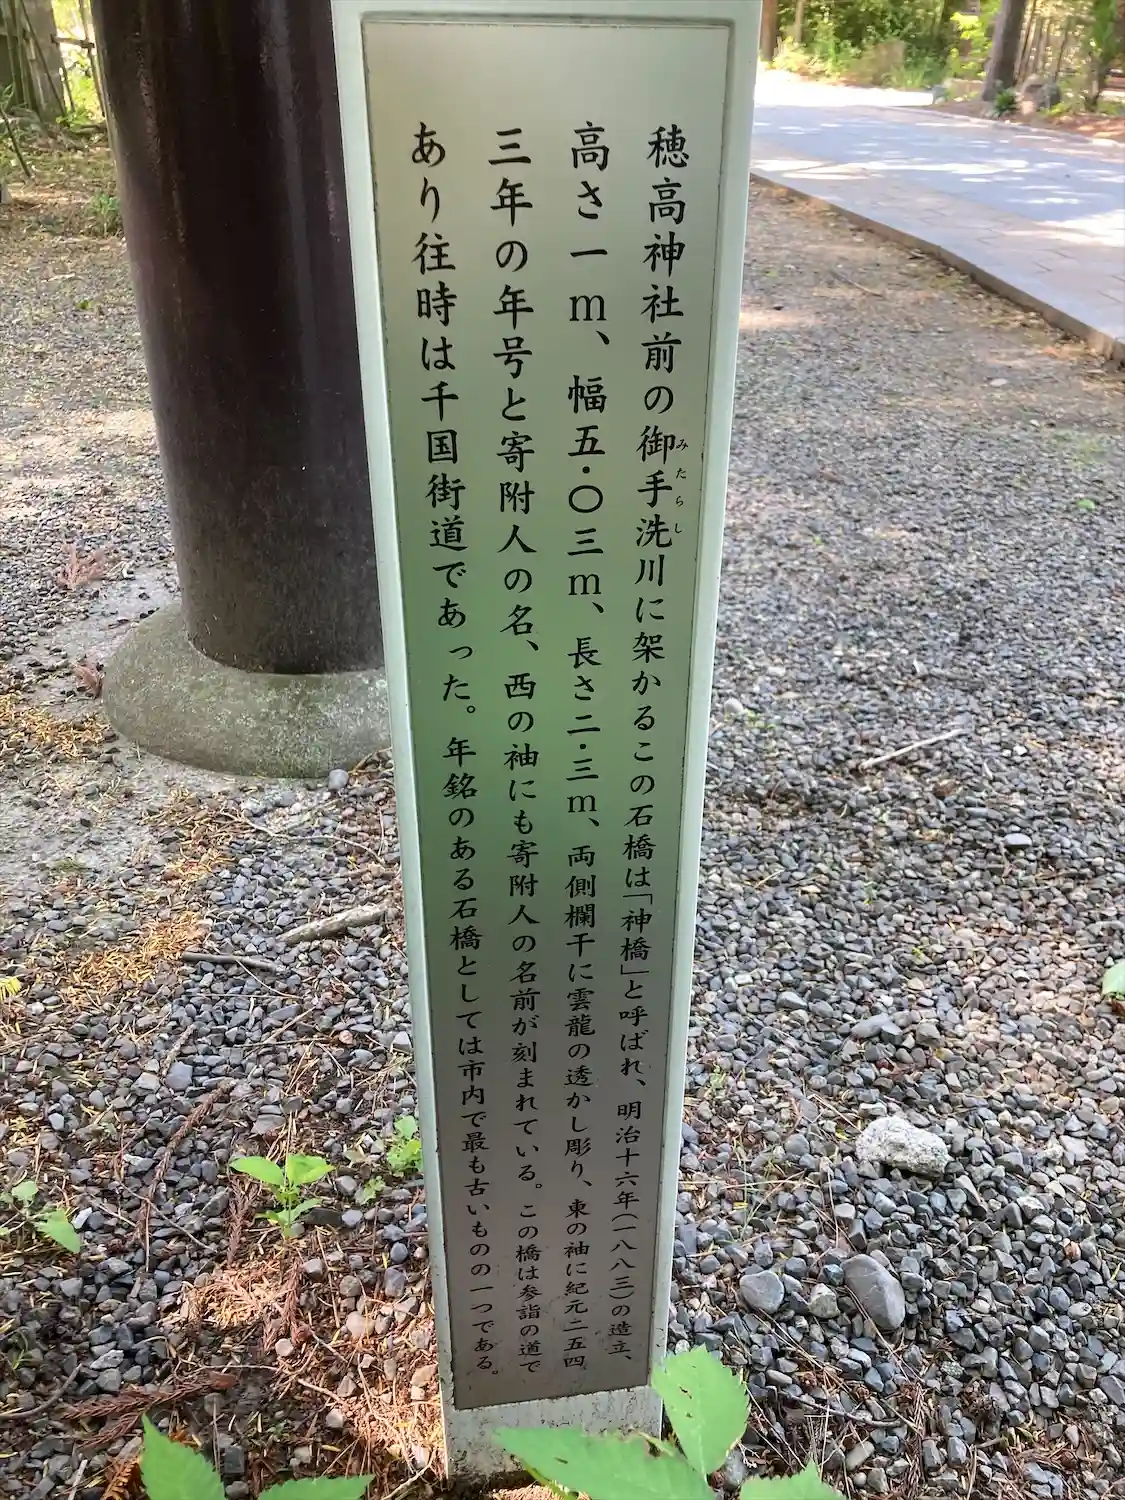 穂高神社前の御手洗川に架かるこの石橋は「神橋」と呼ばれ、明治十六年(一八八三)の造立、
みたらし
高さ一m、幅五・〇三m、長さ二・三m、両側欄干に雲龍の透かし彫り、東の袖に紀元二五四
三年の年号と寄附人の名、西の袖にも寄附人の名前が刻まれている。この橋は参詣の道で
あり往時は千国街道であった。年銘のある石橋としては市内で最も古いものの一つである。